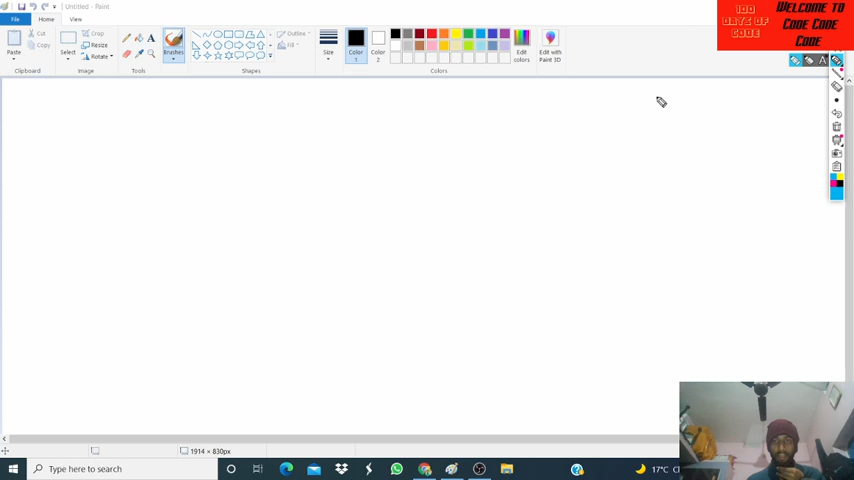 Untitled - Paint
File
Home
View
Paste
Cut
Copy
Clipboard
Select
Crop
Resize
Rotate
Image
A
Tools
Brushes
Outline
Fill
Shapes
Size
Color
1
Color
2
Edit
colors
Colors
Edit with
Paint 3D
100
DAYS OF
CODE
Welcome to
Code Code
Code
A
1914 × 830px
Type here to search
17°C